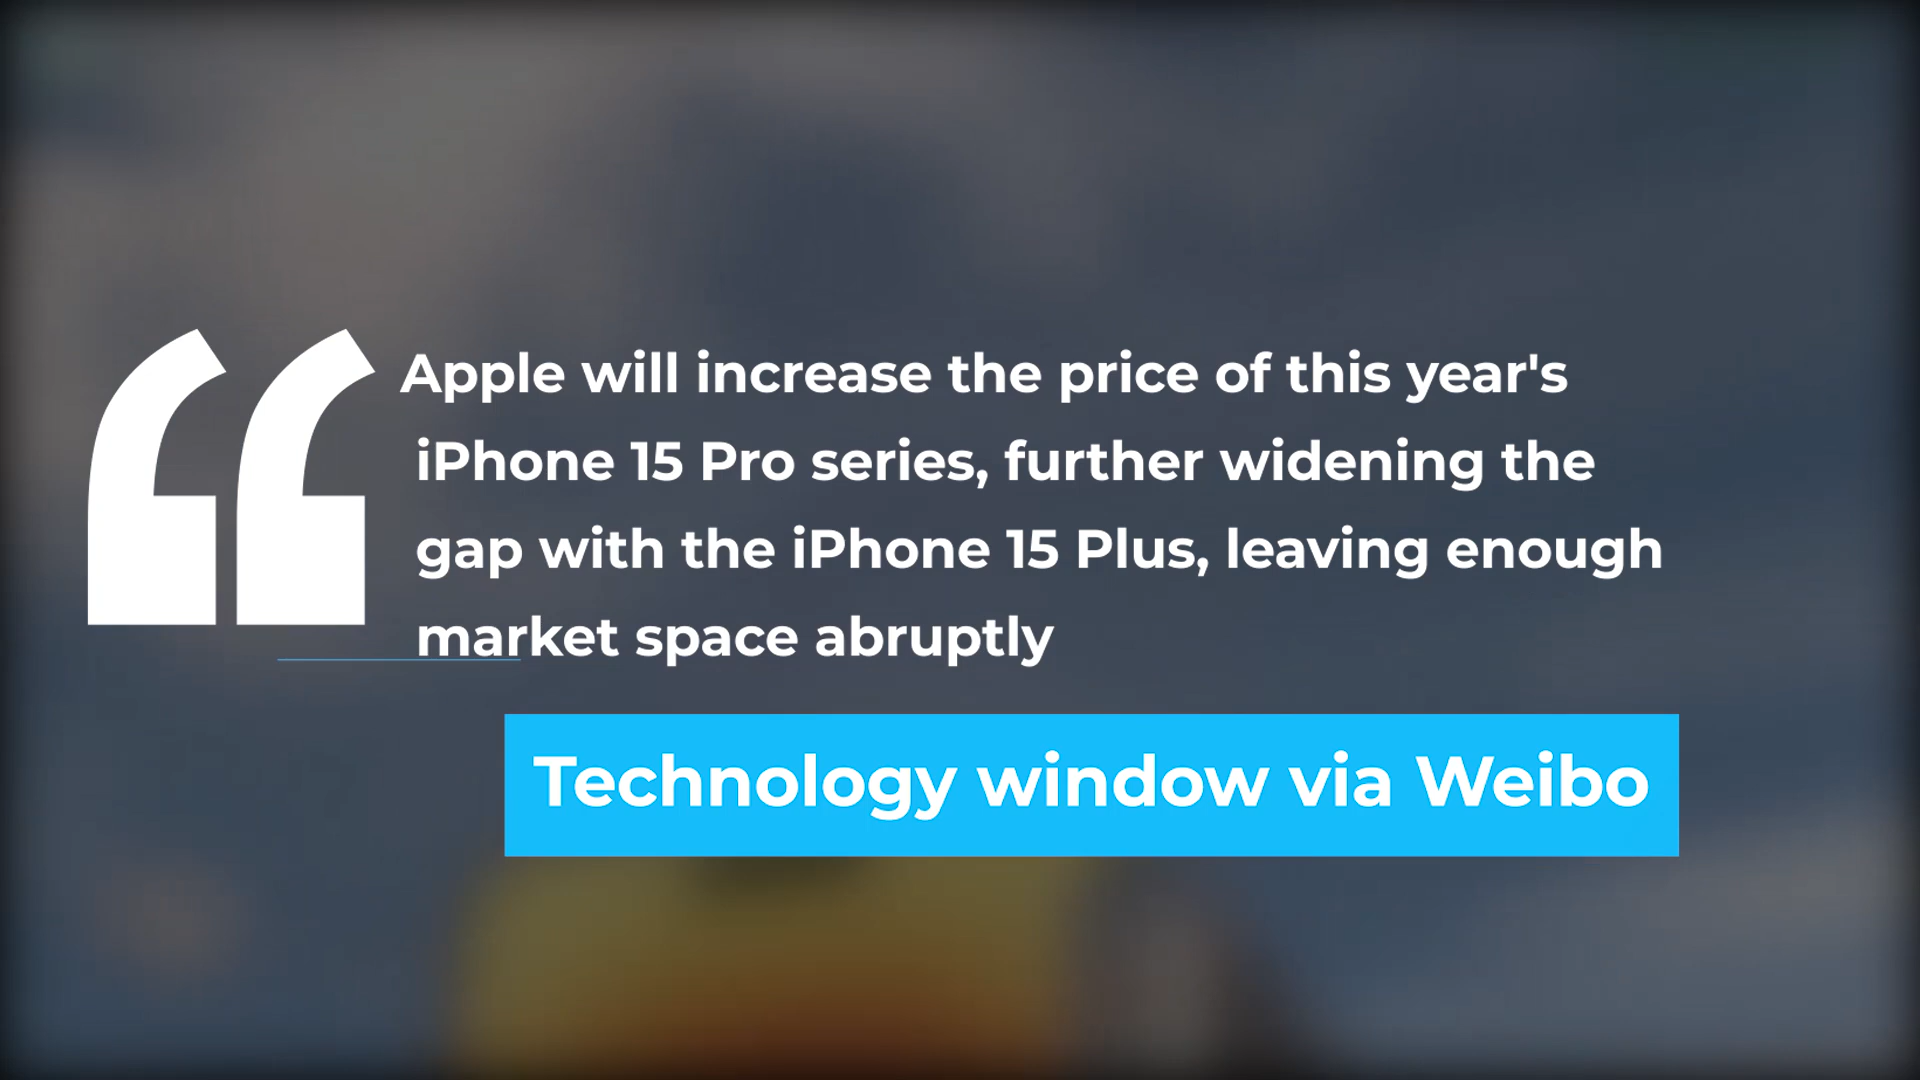 Apple will increase the price of this year's
iPhone 15 Pro series, further widening the
gap with the iPhone 15 Plus, leaving enough
market space abruptly
Technology window via Weibo